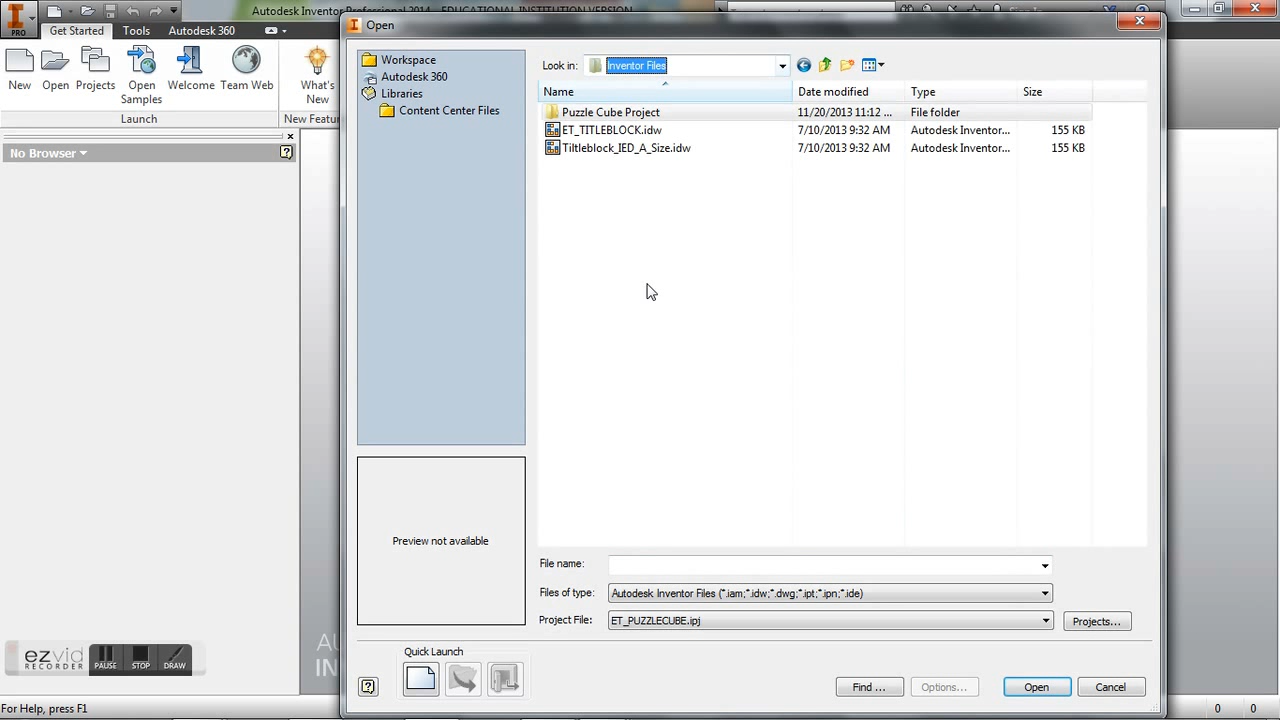 Autodesk Inventor Professional 2014 - EDUCATIONAL INSTITUTION VERSION
PRO
Get Started
Tools
Autodesk 360
New
Open
Projects
Open Samples
Welcome
Team Web
What's New
Launch
New Featur
No Browser
Open
Workspace
Autodesk 360
Libraries
Content Center Files
Look in:
Inventor Files
Name
Date modified
Type
Size
Puzzle Cube Project
11/20/2013 11:12 ...
File folder
ET_TITLEBLOCK.idw
7/10/2013 9:32 AM
Autodesk Inventor...
155 KB
Tiltleblock_IED_A_Size.idw
7/10/2013 9:32 AM
Autodesk Inventor...
155 KB
Preview not available
File name:
Files of type:
Autodesk Inventor Files (*.iam;*.idw;*.dwg;*.ipt;*.ipn;*.ide)
Project File:
ET_PUZZLECUBE.ipj
Projects...
Quick Launch
Find ...
Options...
Open
Cancel
ezvid
RECORDER
PAUSE
STOP
DRAW
AU
IN
For Help, press F1
0
0